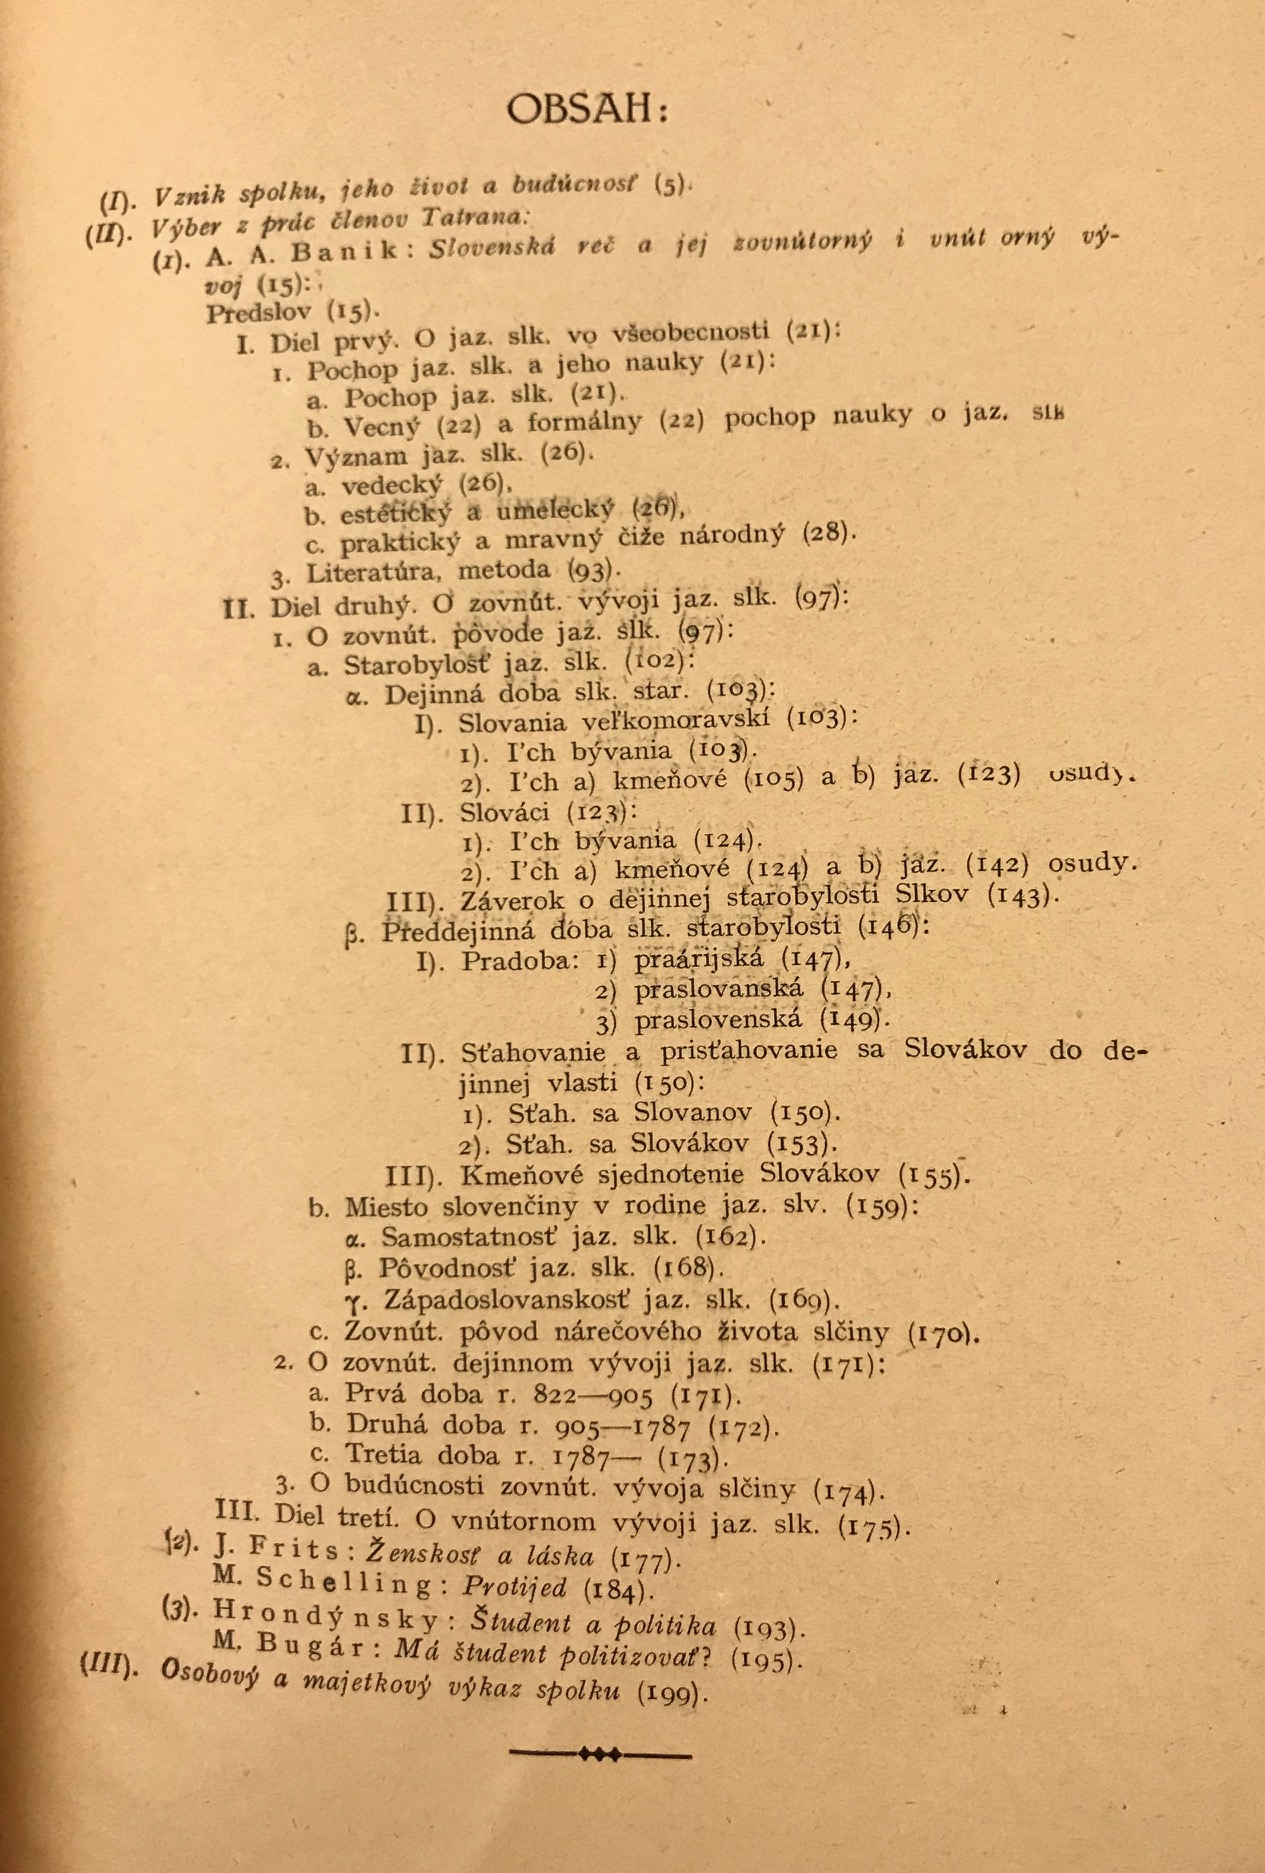 OBSAH:
(I). Vznik spolku, jeho život a budúcnosť (5).
(II). Výber z prác členov Tatrana:
(1). A. A. Banik: Slovenská reč a jej zovnútorný i vnút orný vý-
voj (15):
Predslov (15).
I. Diel prvý. O jaz. slk. vo všeobecnosti (21):
1. Pochop jaz. slk. a jeho nauky (21):
a. Pochop jaz. slk. (21).
b. Vecný (22) a formálny (22) pochop nauky o jaz. slk
2. Význam jaz. slk. (26).
a. vedecký (26),
b. estétický a umelecký (26),
c. praktický a mravný čiže národný (28).
3. Literatúra, metoda (93).
II. Diel druhý. O zovnút. vývoji jaz. slk. (97):
1. O zovnút. pôvode jaz. slk. (97):
a. Starobylosť jaz. slk. (102):
α. Dejinná doba slk. star. (103):
I). Slovania veľkomoravskí (103):
1). I'ch bývania (103).
2). I'ch a) kmeňové (105) a b) jaz. (123) osudy.
II). Slováci (123):
1). I'ch bývania (124).
2). I'ch a) kmeňové (124) a b) jaz. (142) osudy.
III). Záverok o dejinnej starobylosti Slkov (143).
β. Preddejinná doba slk. starobylosti (146):
I). Pradoba: 1) praárijská (147),
2) praslovanská (147),
3) praslovenská (149).
II). Sťahovanie a prisťahovanie sa Slovákov do de-
jinnej vlasti (150):
1). Sťah. sa Slovanov (150).
2). Sťah. sa Slovákov (153).
III). Kmeňové sjednotenie Slovákov (155).
b. Miesto slovenčiny v rodine jaz. slv. (159):
α. Samostatnosť jaz. slk. (162).
β. Pôvodnosť jaz. slk. (168).
γ. Západoslovanskosť jaz. slk. (169).
c. Zovnút. pôvod nárečového života slčiny (170).
2. O zovnút. dejinnom vývoji jaz. slk. (171):
a. Prvá doba r. 822—905 (171).
b. Druhá doba r. 905—1787 (172).
c. Tretia doba r. 1787— (173).
3. O budúcnosti zovnút. vývoja slčiny (174).
III. Diel tretí. O vnútornom vývoji jaz. slk. (175).
(2). J. Frits: Ženskosť a láska (177).
M. Schelling: Protijed (184).
(3). Hrondýnsky: Študent a politika (193).
M. Bugár: Má študent politizovať? (195).
(III). Osobový a majetkový výkaz spolku (199).